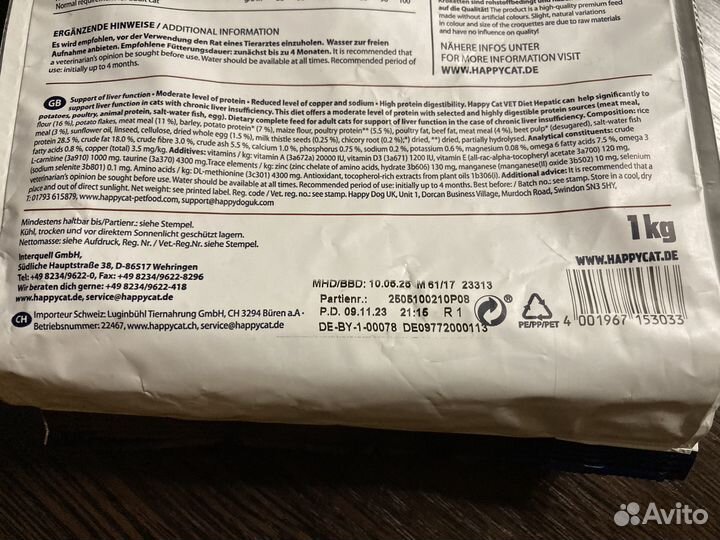 ERGÄNZENDE HINWEISE / ADDITIONAL INFORMATION
Es wird empfohlen, vor der Verwendung den Rat eines Tierarztes einzuholen. Wasser zur freien
Aufnahme anbieten. Empfohlene Fütterungsdauer: zunächst bis zu 4 Monaten. It is recommended that
a veterinarian's opinion be sought before use. Water should be available at all times. Recommended period of
use: initially up to 4 months.
auf die Qualität! The product is a high-quality premium feed
made without artificial colours. Slight, natural variations
in colour and size of the croquettes are due to raw materials
and have no influence on quality!
NÄHERE INFOS UNTER
FOR MORE INFORMATION VISIT
WWW.HAPPYCAT.DE
GB Support of liver function • Moderate level of protein • Reduced level of copper and sodium • High protein digestibility. Happy Cat VET Diet Hepatic can help significantly to
support liver function in cats with chronic liver insufficiency. This diet offers a moderate level of protein with selected and highly digestible protein sources (meat meal,
potatoes, poultry, animal protein, salt-water fish, egg). Dietary complete feed for adult cats for support of liver function in the case of chronic liver insufficiency. Composition: rice
flour (16 %), potato flakes, meat meal (11 %), barley, potato protein* (7 %), maize flour, poultry protein** (5.5 %), poultry fat, beef fat, meat meal (4 %), beet pulp* (desugared), salt-water fish
meal (3 %), sunflower oil, linseed, cellulose, dried whole egg (1.5 %), milk thistle seeds (0.25 %), chicory root (0.2 %);*) dried, **) dried, partially hydrolysed. Analytical constituents: crude
protein 28.5 %, crude fat 18.0 %, crude fibre 3.0 %, crude ash 5.5 %, calcium 1.0 %, phosphorus 0.75 %, sodium 0.2 %, potassium 0.6 %, magnesium 0.08 %, omega 6 fatty acids 7.5 %, omega 3
fatty acids 0.8 %, copper (total) 3.5 mg/kg. Additives: vitamins / kg: vitamin A (3a672a) 20000 IU, vitamin D3 (3a671) 1200 IU, vitamin E (all-rac-alpha-tocopheryl acetate 3a700) 120 mg,
L-carnitine (3a910) 1000 mg, taurine (3a370) 4300 mg.Trace elements / kg: zinc (zinc chelate of amino acids, hydrate 3b606) 130 mg, manganese (manganese(II) oxide 3b502) 10 mg, selenium
(sodium selenite 3b801) 0.1 mg. Amino acids / kg: DL-methionine (3c301) 4300 mg. Antioxidant, tocopherol-rich extracts from plant oils 1b306(i). Additional advice: It is recommended that a
veterinarian's opinion be sought before use. Water should be available at all times. Recommended period of use: initially up to 4 months. Best before: / Batch no.: see stamp. Store in a cool, dry
place and out of direct sunlight. Net weight: see printed label. Reg. code / Vet. reg. no.: see stamp. Happy Dog UK, Unit 1, Dorcan Business Village, Murdock Road, Swindon SN3 5HY,
T:01793 615879, www.happycat-petfood.com, support@happydoguk.com
Mindestens haltbar bis/Partienr.: siehe Stempel.
Kühl, trocken und vor direktem Sonnenlicht geschützt lagern.
Nettomasse: siehe Aufdruck, Reg. Nr. / Vet.-Reg.Nr. siehe Stempel.
1 kg
WWW.HAPPYCAT.DE
Interquell GmbH,
Südliche Hauptstraße 38, D-86517 Wehringen
Tel: +49 8234/9622-0, Fax: +49 8234/9622-8296
Wir beraten dich gerne: +49 8234/9622-418
www.happycat.de, service@happycat.de
CH Importeur Schweiz: Luginbühl Tiernahrung GmbH, CH 3294 Büren a.A •
Betriebsnummer: 22467, www.happycat.ch, service@happycat.ch
MHD/BBD: 10.06.25 M 61/17 23313
Partienr.: 2505100210P08
P.D. 09.11.23 21:15 R 1
DE-BY-1-00078 DE09772000113
PE/PP/PET
4 001967 153033
Avito